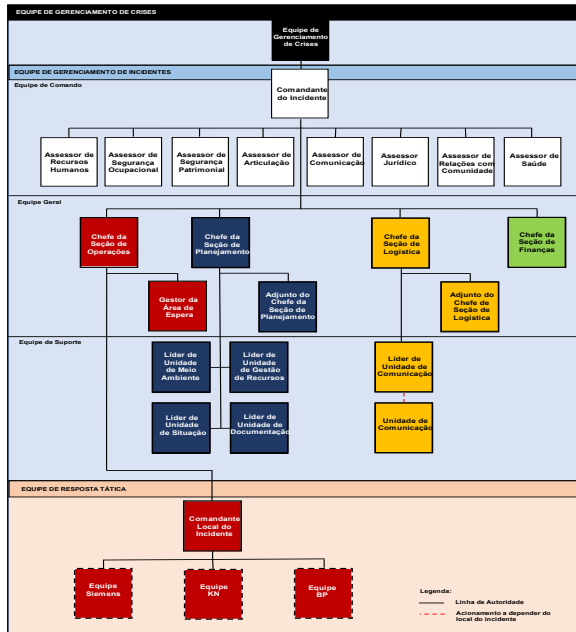 EQUIPE DE GERENCIAMENTO DE CRISES
Equipe de
Gerenciamento
de Crises
EQUIPE DE GERENCIAMENTO DE INCIDENTES
Equipe de Comando
Comandante
do Incidente
Assessor de
Recursos
Humanos
Assessor de
Segurança
Ocupacional
Assessor de
Segurança
Patrimonial
Assessor de
Articulação
Assessor de
Comunicação
Assessor
Jurídico
Assessor de
Relações com
Comunidade
Assessor de
Saúde
Equipe Geral
Chefe da
Seção de
Operações
Chefe da
Seção de
Planejamento
Chefe da
Seção de
Logística
Chefe da
Seção de
Finanças
Gestor da
Área de
Espera
Adjunto do
Chefe da
Seção de
Planejamento
Adjunto do
Chefe de
Seção de
Logística
Equipe de Suporte
Líder de
Unidade
de Meio
Ambiente
Líder de
Unidade
de Gestão
de Recursos
Líder de
Unidade de
Comunicação
Líder de
Unidade
de Situação
Líder de
Unidade de
Documentação
Unidade de
Comunicação
EQUIPE DE RESPOSTA TÁTICA
Comandante
Local do
Incidente
Equipe
Siemens
Equipe
KN
Equipe
BP
Legenda:
Linha de Autoridade
Acionamento a depender do
local do incidente